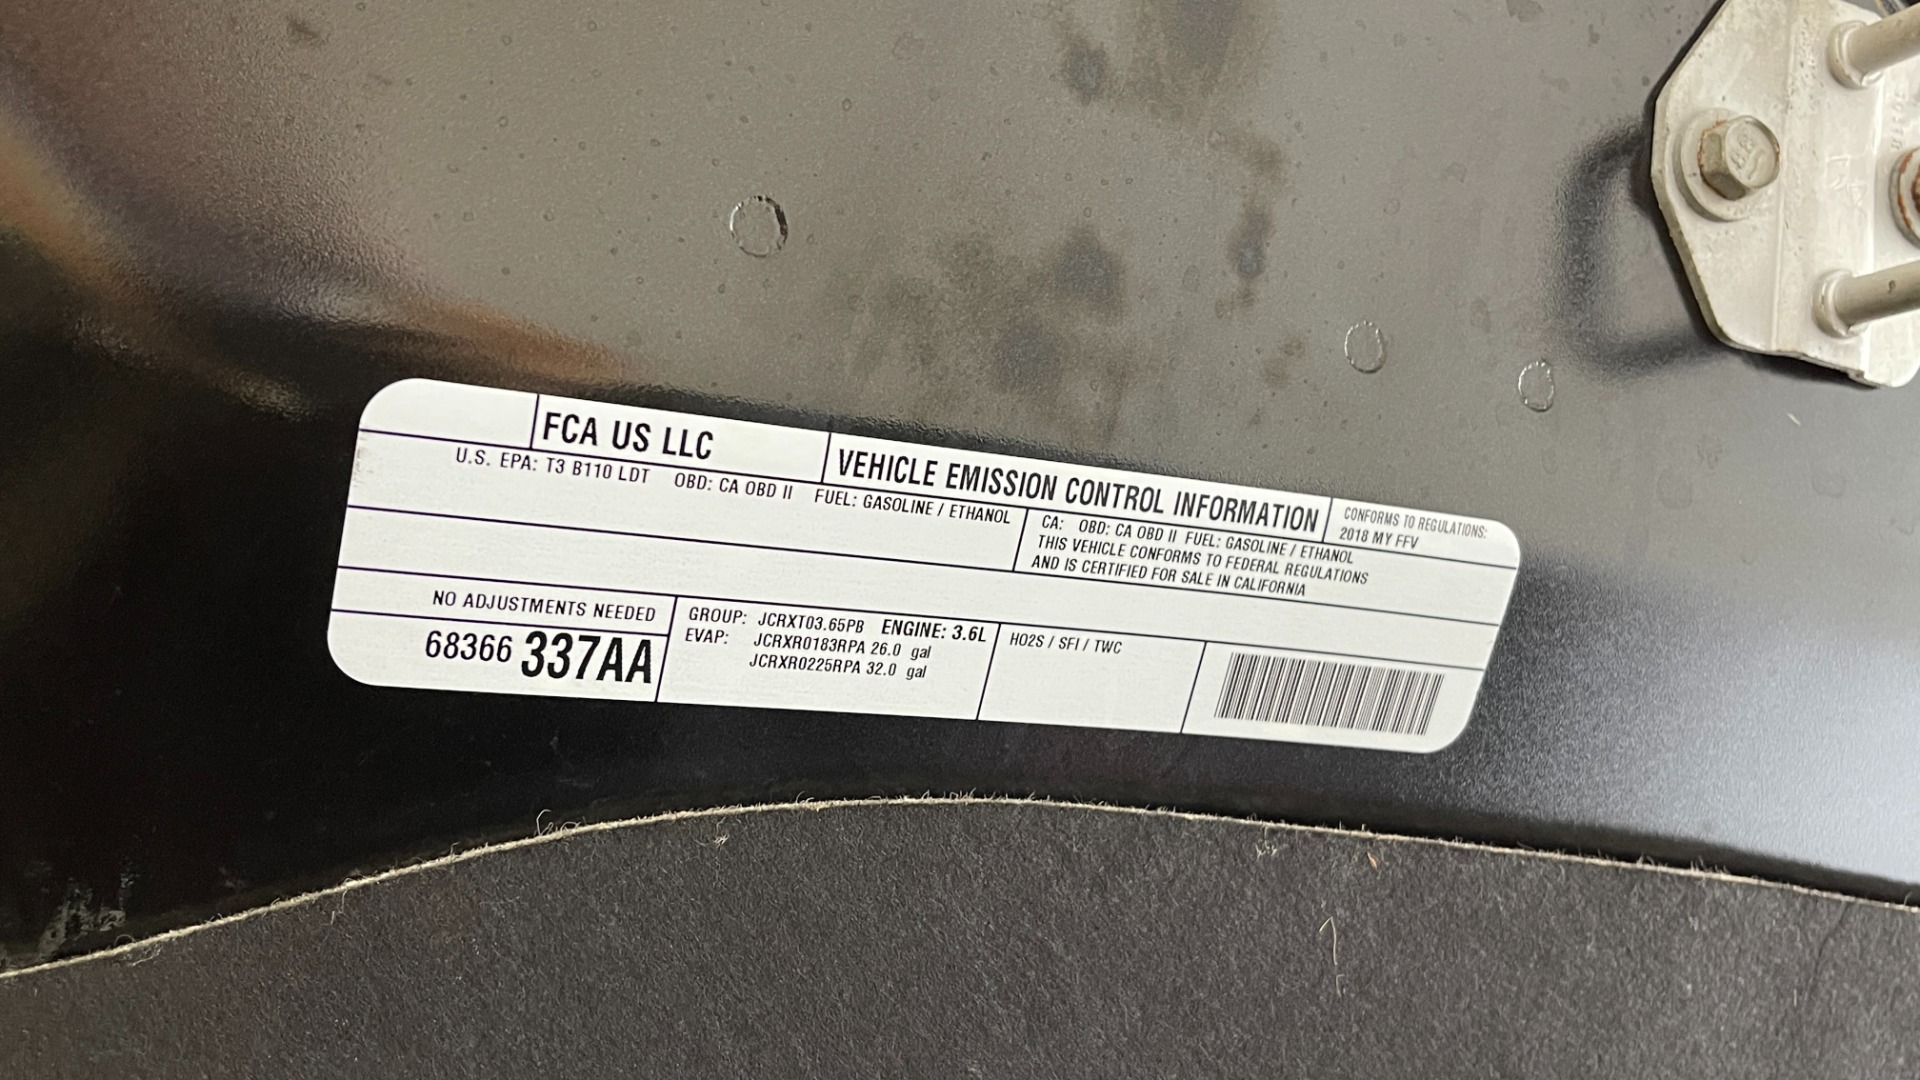 FCA US LLC
VEHICLE EMISSION CONTROL INFORMATION
CONFORMS TO REGULATIONS:
2018 MY FFV
U.S. EPA: T3 B110 LDT OBD: CA OBD II FUEL: GASOLINE / ETHANOL
CA: OBD: CA OBD II FUEL: GASOLINE / ETHANOL
THIS VEHICLE CONFORMS TO FEDERAL REGULATIONS
AND IS CERTIFIED FOR SALE IN CALIFORNIA
NO ADJUSTMENTS NEEDED
68366 337AA
GROUP: JCRXT03.65PB ENGINE: 3.6L
EVAP: JCRXR0183RPA 26.0 gal
JCRXR0225RPA 32.0 gal
HO2S / SFI / TWC